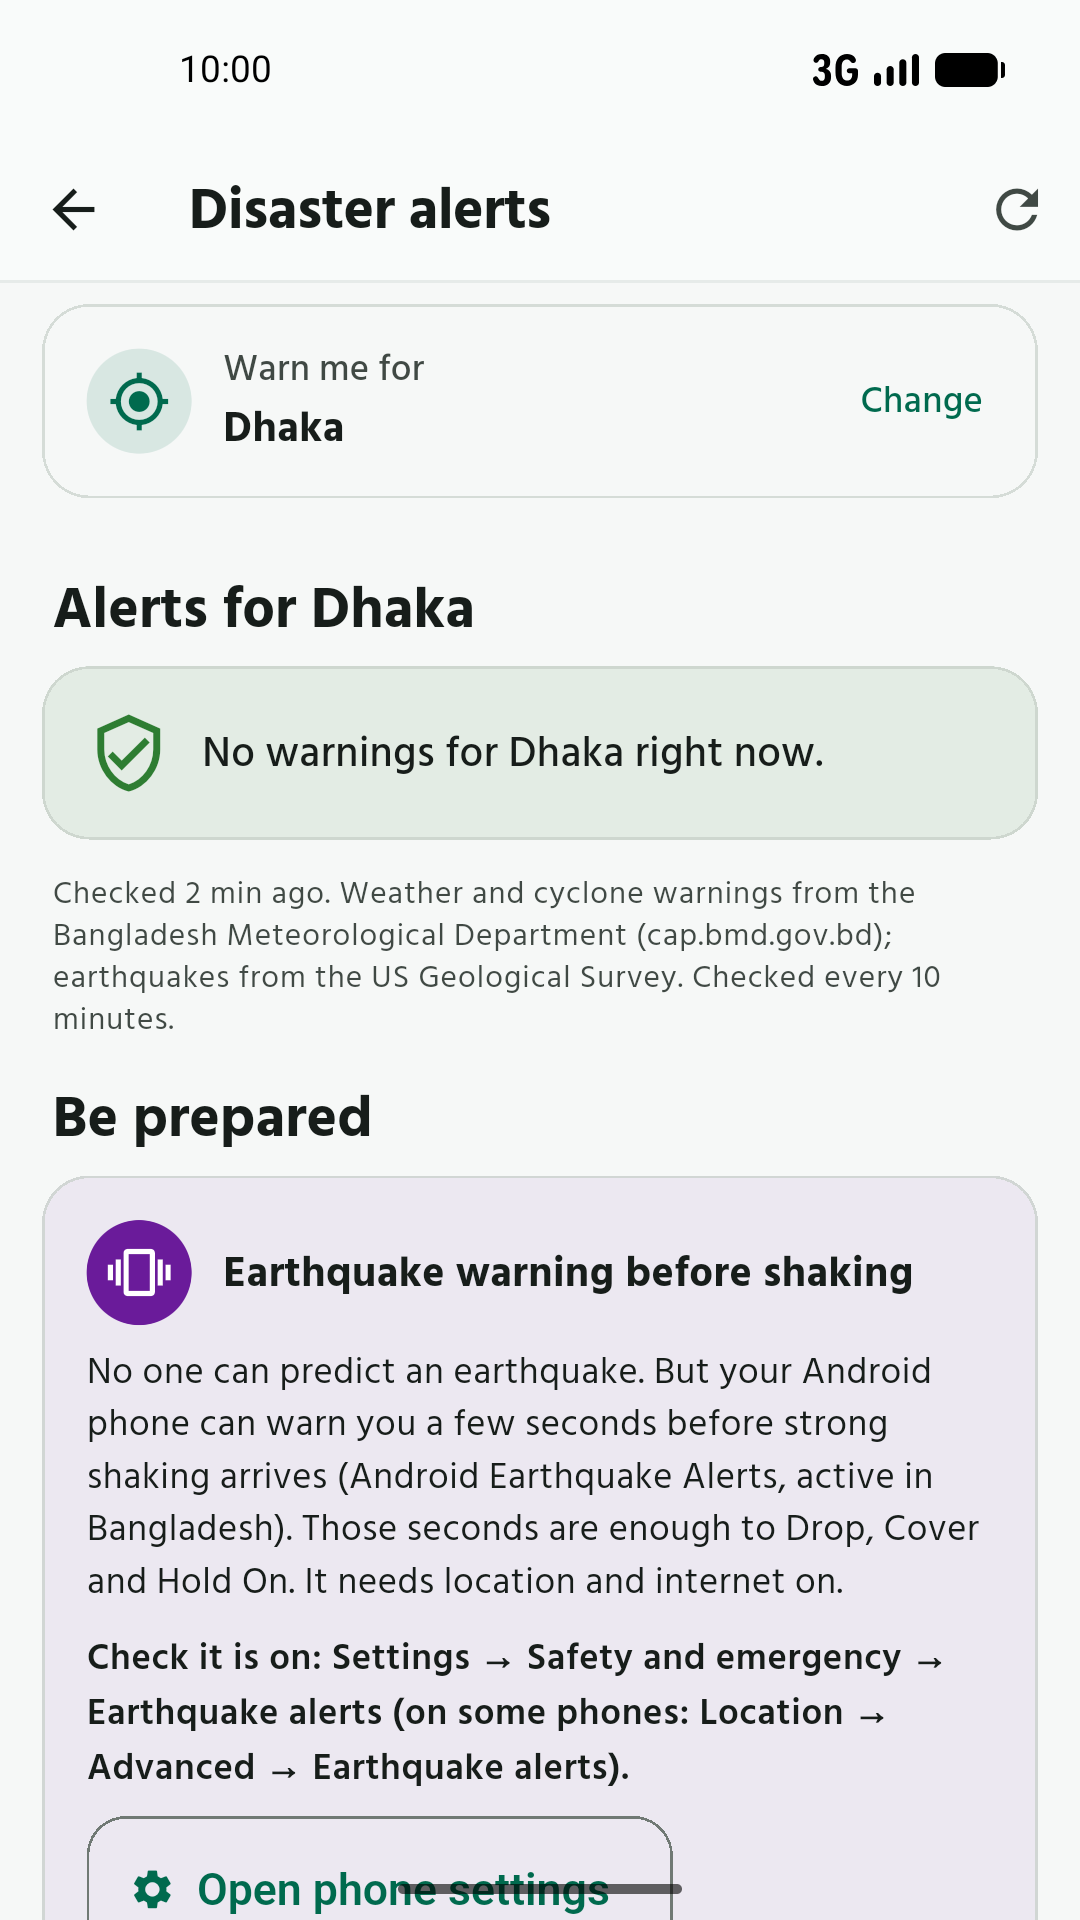 10:00
3G
Disaster alerts
Warn me for
Dhaka
Change
Alerts for Dhaka
No warnings for Dhaka right now.
Checked 2 min ago. Weather and cyclone warnings from the
Bangladesh Meteorological Department (cap.bmd.gov.bd);
earthquakes from the US Geological Survey. Checked every 10
minutes.
Be prepared
Earthquake warning before shaking
No one can predict an earthquake. But your Android
phone can warn you a few seconds before strong
shaking arrives (Android Earthquake Alerts, active in
Bangladesh). Those seconds are enough to Drop, Cover
and Hold On. It needs location and internet on.
Check it is on: Settings → Safety and emergency →
Earthquake alerts (on some phones: Location →
Advanced → Earthquake alerts).
Open phone settings